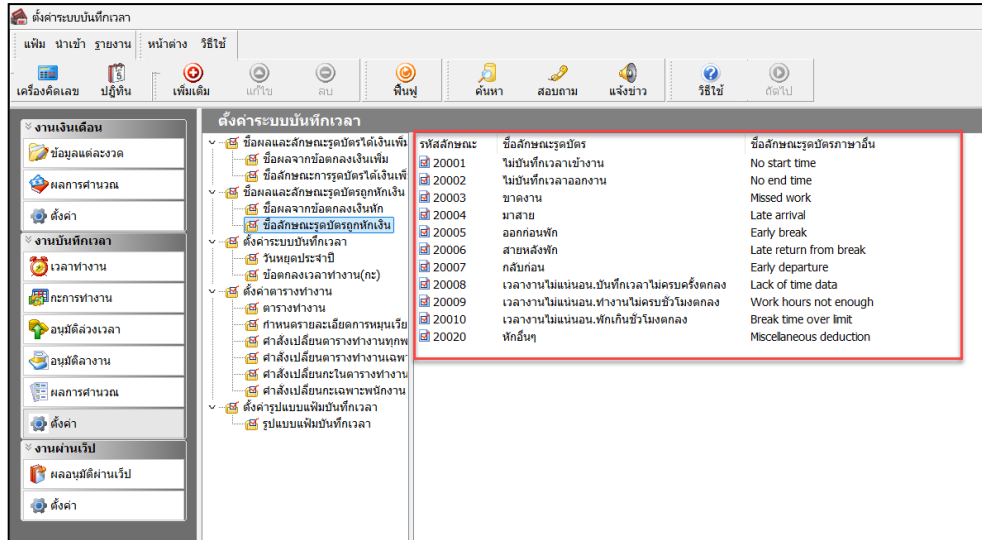 ตั้งค่าระบบบันทึกเวลา
แฟ้ม นำเข้า รายงาน หน้าต่าง วิธีใช้
เครื่องคิดเลข ปฏิทิน เพิ่มเติม แก้ไข ลบ ฟื้นฟู ค้นหา สอบถาม แจ้งข่าว วิธีใช้ ถัดไป
งานเงินเดือน
ข้อมูลแต่ละงวด
ผลการคำนวณ
ตั้งค่า
งานบันทึกเวลา
เวลาทำงาน
กะการทำงาน
อนุมัติล่วงเวลา
อนุมัติลางาน
ผลการคำนวณ
ตั้งค่า
งานผ่านเว็ป
ผลอนุมัติผ่านเว็ป
ตั้งค่า
ตั้งค่าระบบบันทึกเวลา
ชื่อผลและลักษณะรูดบัตรได้เงินเพิ่ม
ชื่อผลจากข้อตกลงเงินเพิ่ม
ชื่อลักษณะการรูดบัตรได้เงินเพิ่
ชื่อผลและลักษณะรูดบัตรถูกหักเงิน
ชื่อผลจากข้อตกลงเงินหัก
ชื่อลักษณะรูดบัตรถูกหักเงิน
ตั้งค่าระบบบันทึกเวลา
วันหยุดประจำปี
ข้อตกลงเวลาทำงาน(กะ)
ตั้งค่าตารางทำงาน
ตารางทำงาน
กำหนดรายละเอียดการหมุนเวีย
คำสั่งเปลี่ยนตารางทำงานทุกพ
คำสั่งเปลี่ยนตารางทำงานเฉพ
คำสั่งเปลี่ยนกะในตารางทำงาน
คำสั่งเปลี่ยนกะเฉพาะพนักงาน
ตั้งค่ารูปแบบแฟ้มบันทึกเวลา
รูปแบบแฟ้มบันทึกเวลา
รหัสลักษณะ ชื่อลักษณะรูดบัตร ชื่อลักษณะรูดบัตรภาษาอื่น
20001 ไม่บันทึกเวลาเข้างาน No start time
20002 ไม่บันทึกเวลาออกงาน No end time
20003 ขาดงาน Missed work
20004 มาสาย Late arrival
20005 ออกก่อนพัก Early break
20006 สายหลังพัก Late return from break
20007 กลับก่อน Early departure
20008 เวลางานไม่แน่นอน.บันทึกเวลาไม่ครบครั้งตกลง Lack of time data
20009 เวลางานไม่แน่นอน.ทำงานไม่ครบชั่วโมงตกลง Work hours not enough
20010 เวลางานไม่แน่นอน.พักเกินชั่วโมงตกลง Break time over limit
20020 หักอื่นๆ Miscellaneous deduction